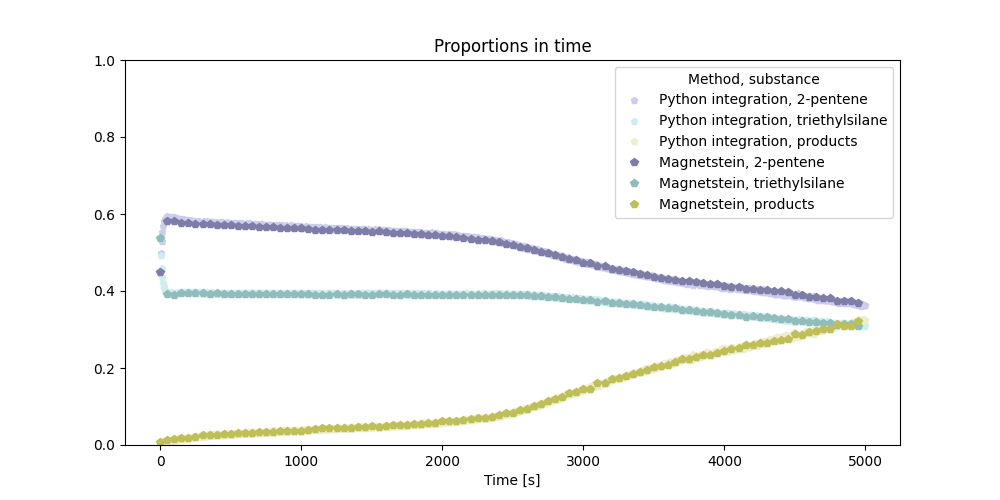 Proportions in time
1.0
0.8
0.6
0.4
0.2
0.0
Method, substance
Python integration, 2-pentene
Python integration, triethylsilane
Python integration, products
Magnetstein, 2-pentene
Magnetstein, triethylsilane
Magnetstein, products
0 1000 2000 3000 4000 5000
Time [s]